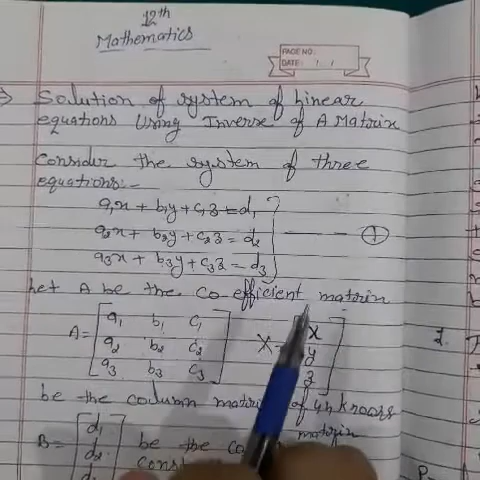 12th
Mathematics
PAGE NO.
DATE: / /
Solution of system of Linear
equations Using Inverse of A Matrix
Consider the system of three
equations:-
a₁x + b₁y + c₁z = d₁
a₂x + b₂y + c₂z = d₂ ①
a₃x + b₃y + c₃z = d₃
Let A be the Co-efficient matrix
A = [a₁ b₁ c₁ X = [x
a₂ b₂ c₂ y
a₃ b₃ c₃] z]
be the column of unknowns
B = [d₁ matrix
d₂ be the